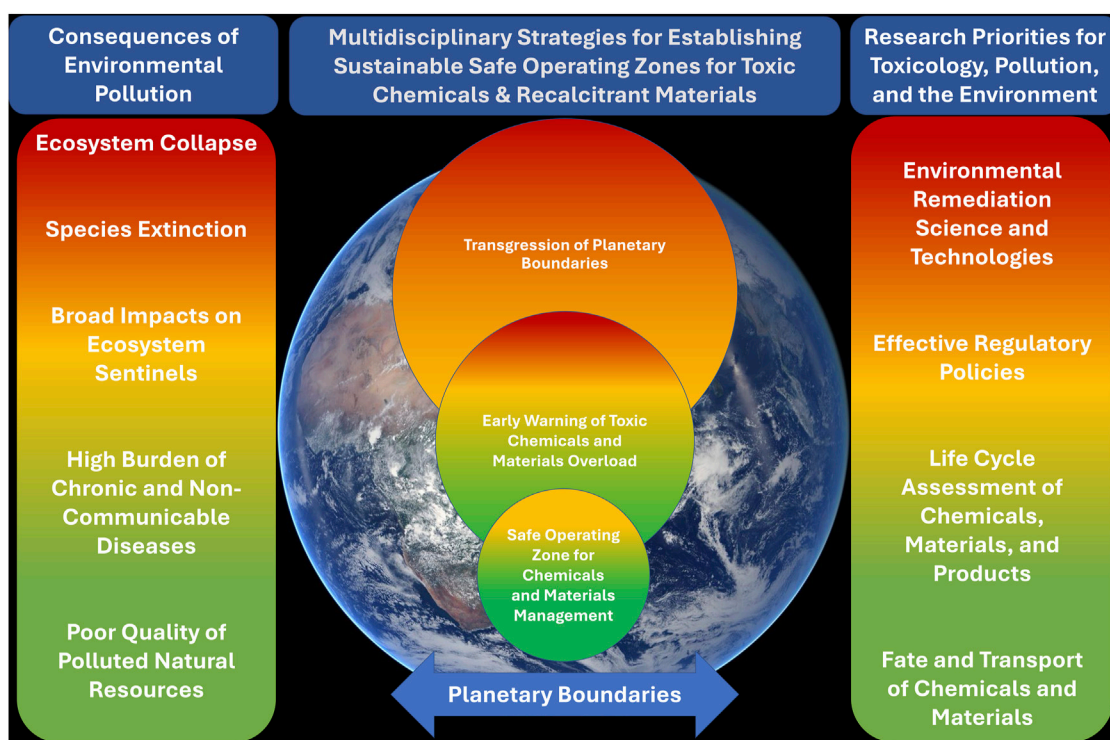 Consequences of
Environmental
Pollution
Multidisciplinary Strategies for Establishing
Sustainable Safe Operating Zones for Toxic
Chemicals & Recalcitrant Materials
Research Priorities for
Toxicology, Pollution,
and the Environment
Ecosystem Collapse
Species Extinction
Broad Impacts on
Ecosystem
Sentinels
High Burden of
Chronic and Non-
Communicable
Diseases
Poor Quality of
Polluted Natural
Resources
Transgression of Planetary
Boundaries
Early Warning of Toxic
Chemicals and
Materials Overload
Safe Operating
Zone for
Chemicals
and Materials
Management
Planetary Boundaries
Environmental
Remediation
Science and
Technologies
Effective Regulatory
Policies
Life Cycle
Assessment of
Chemicals,
Materials, and
Products
Fate and Transport
of Chemicals and
Materials